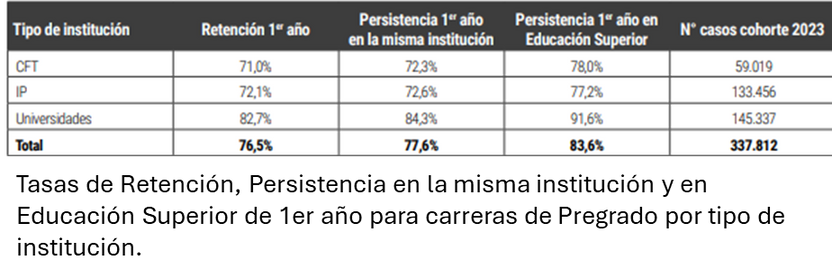 Tipo de institución Retención 1er año Persistencia 1er año en la misma institución Persistencia 1er año en Educación Superior N° casos cohorte 2023
CFT 71,0% 72,3% 78,0% 59.019
IP 72,1% 72,6% 77,2% 133.456
Universidades 82,7% 84,3% 91,6% 145.337
Total 76,5% 77,6% 83,6% 337.812
Tasas de Retención, Persistencia en la misma institución y en
Educación Superior de 1er año para carreras de Pregrado por tipo de
institución.